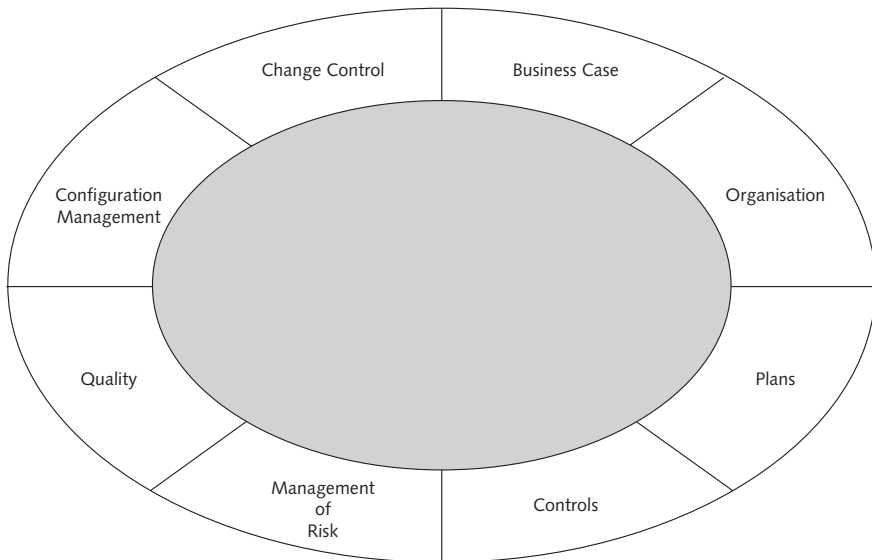 Change Control
Business Case
Configuration
Management
Organisation
Quality
Plans
Management
of
Risk
Controls